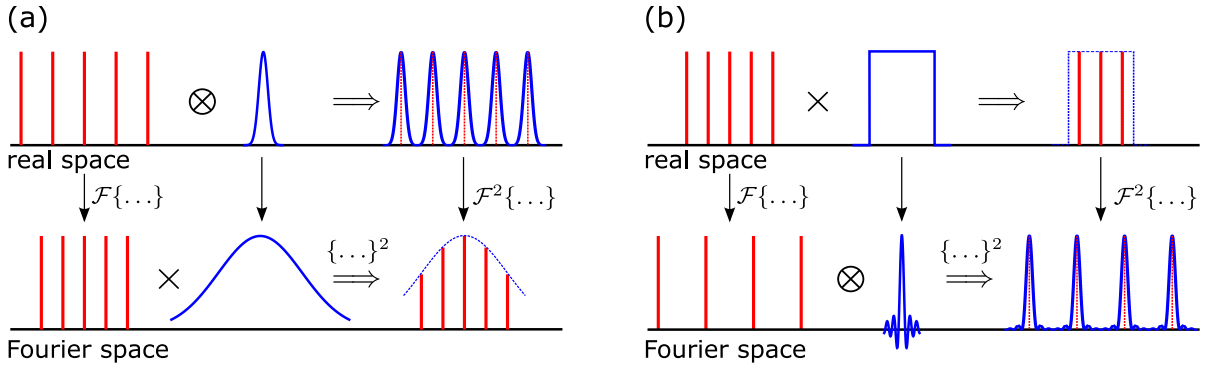 (a)
⊗ ⟹
real space
ℱ{...} ℱ²{...}
× {...}² ⟹
Fourier space
(b)
× ⟹
real space
ℱ{...} ℱ²{...}
⊗ {...}² ⟹
Fourier space